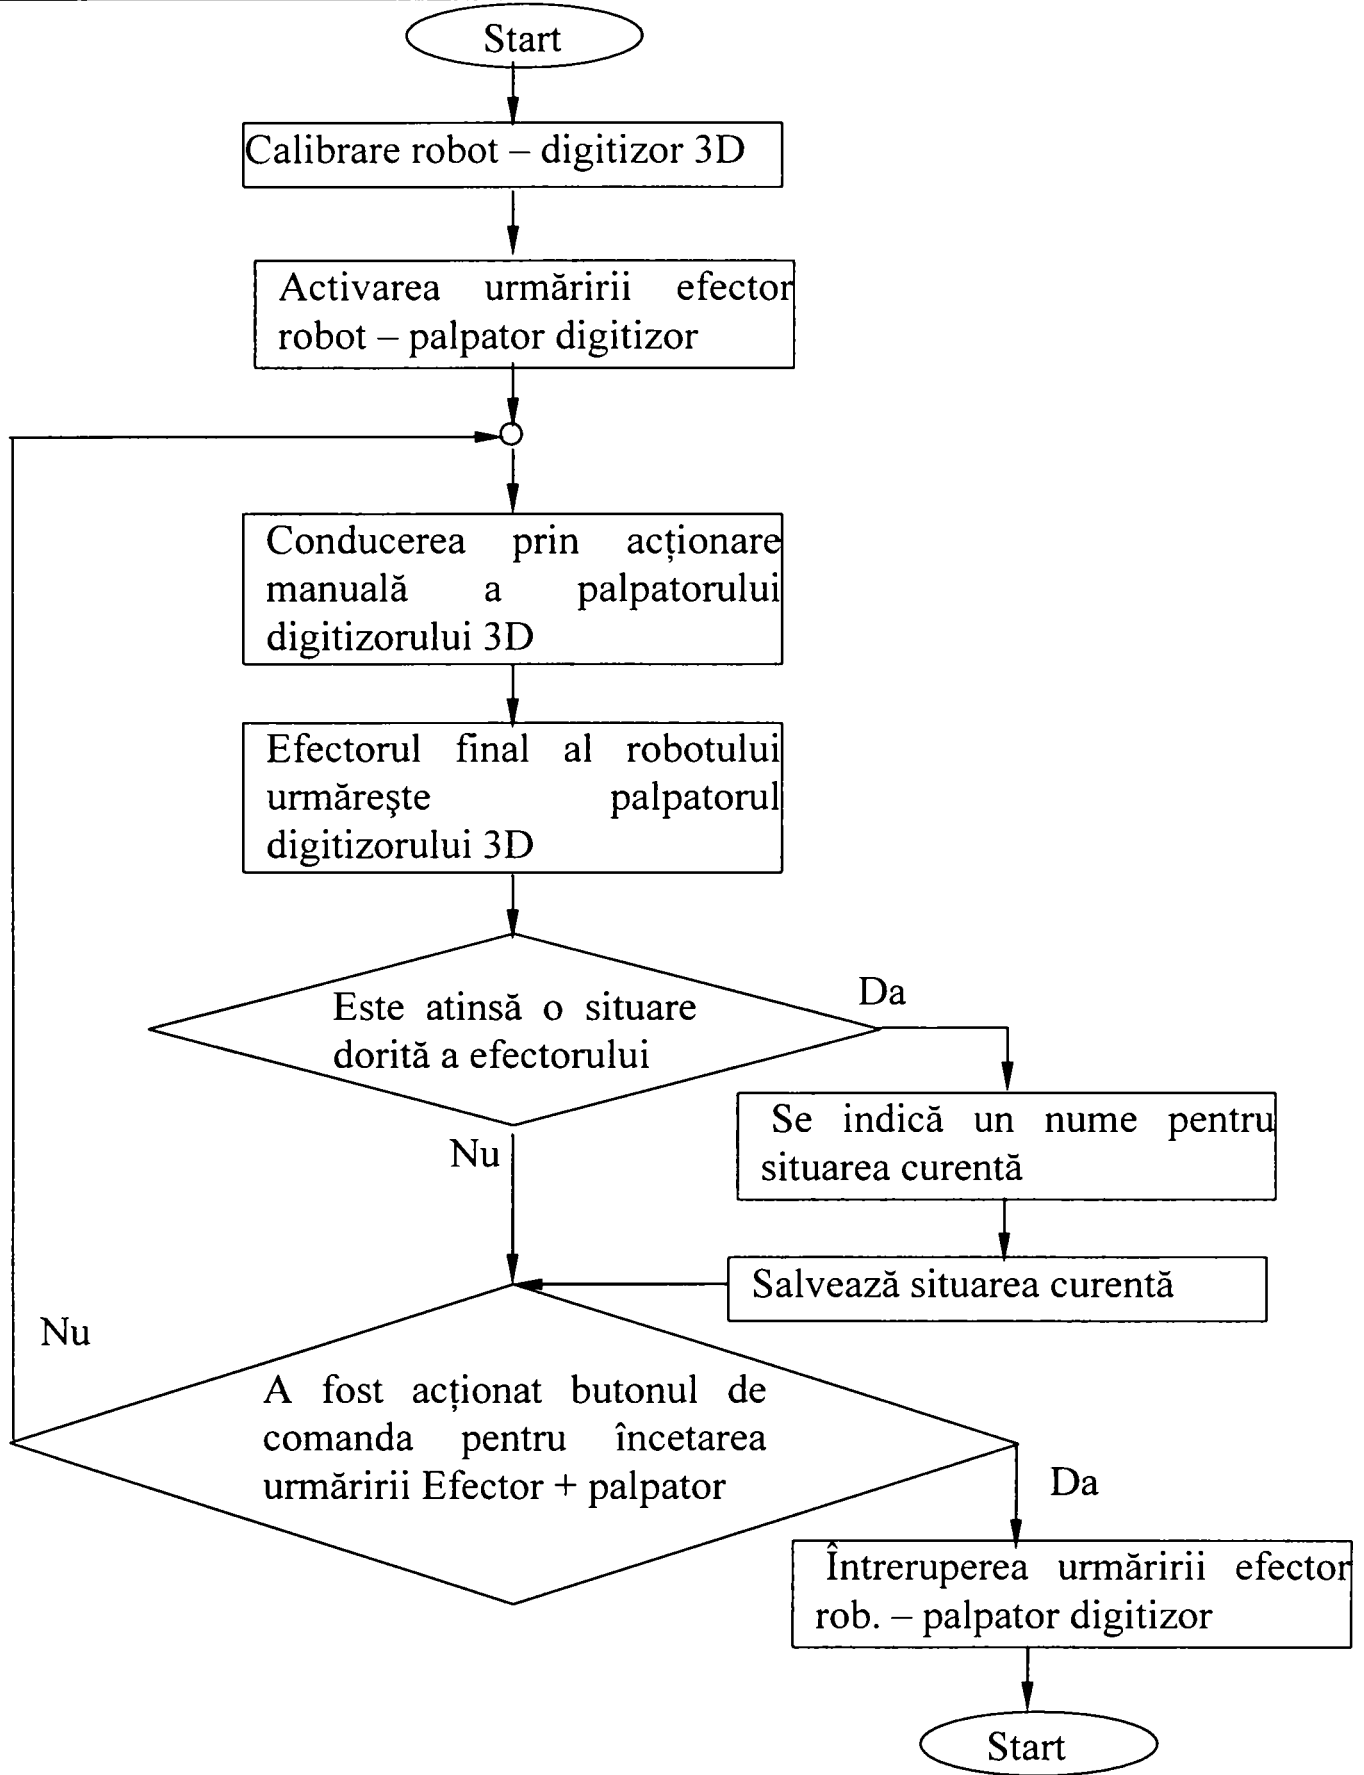 Start
Calibrare robot – digitizor 3D
Activarea urmăririi efector
robot – palpator digitizor
Conducerea prin acționare
manuală a palpatorului
digitizorului 3D
Efectorul final al robotului
urmărește palpatorul
digitizorului 3D
Este atinsă o situare
dorită a efectorului
Da
Nu
Se indică un nume pentru
situarea curentă
Salvează situarea curentă
Nu
A fost acționat butonul de
comanda pentru încetarea
urmăririi Efector + palpator
Da
Întreruperea urmăririi efector
rob. – palpator digitizor
Start